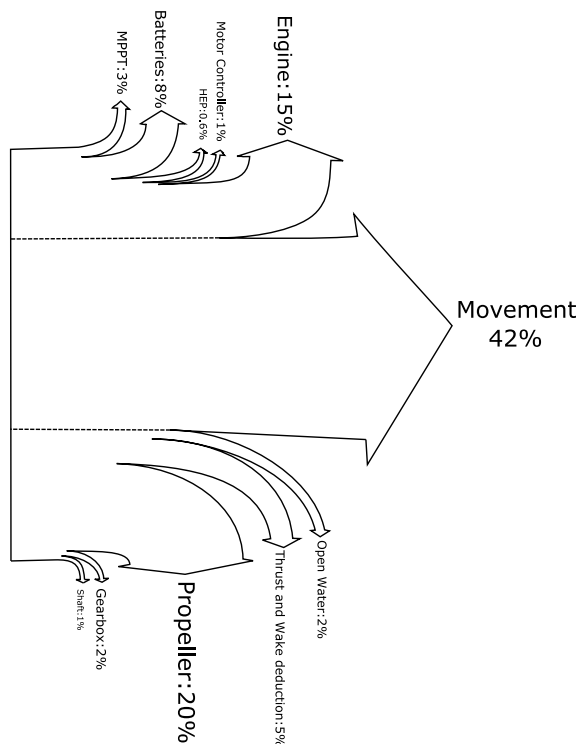 MPPT:3%
Batteries:8%
HEP:0.6%
Motor Controller:1%
Engine:15%
Movement
42%
Open Water:2%
Thrust and Wake deduction:5%
Propeller:20%
Gearbox:2%
Shaft:1%